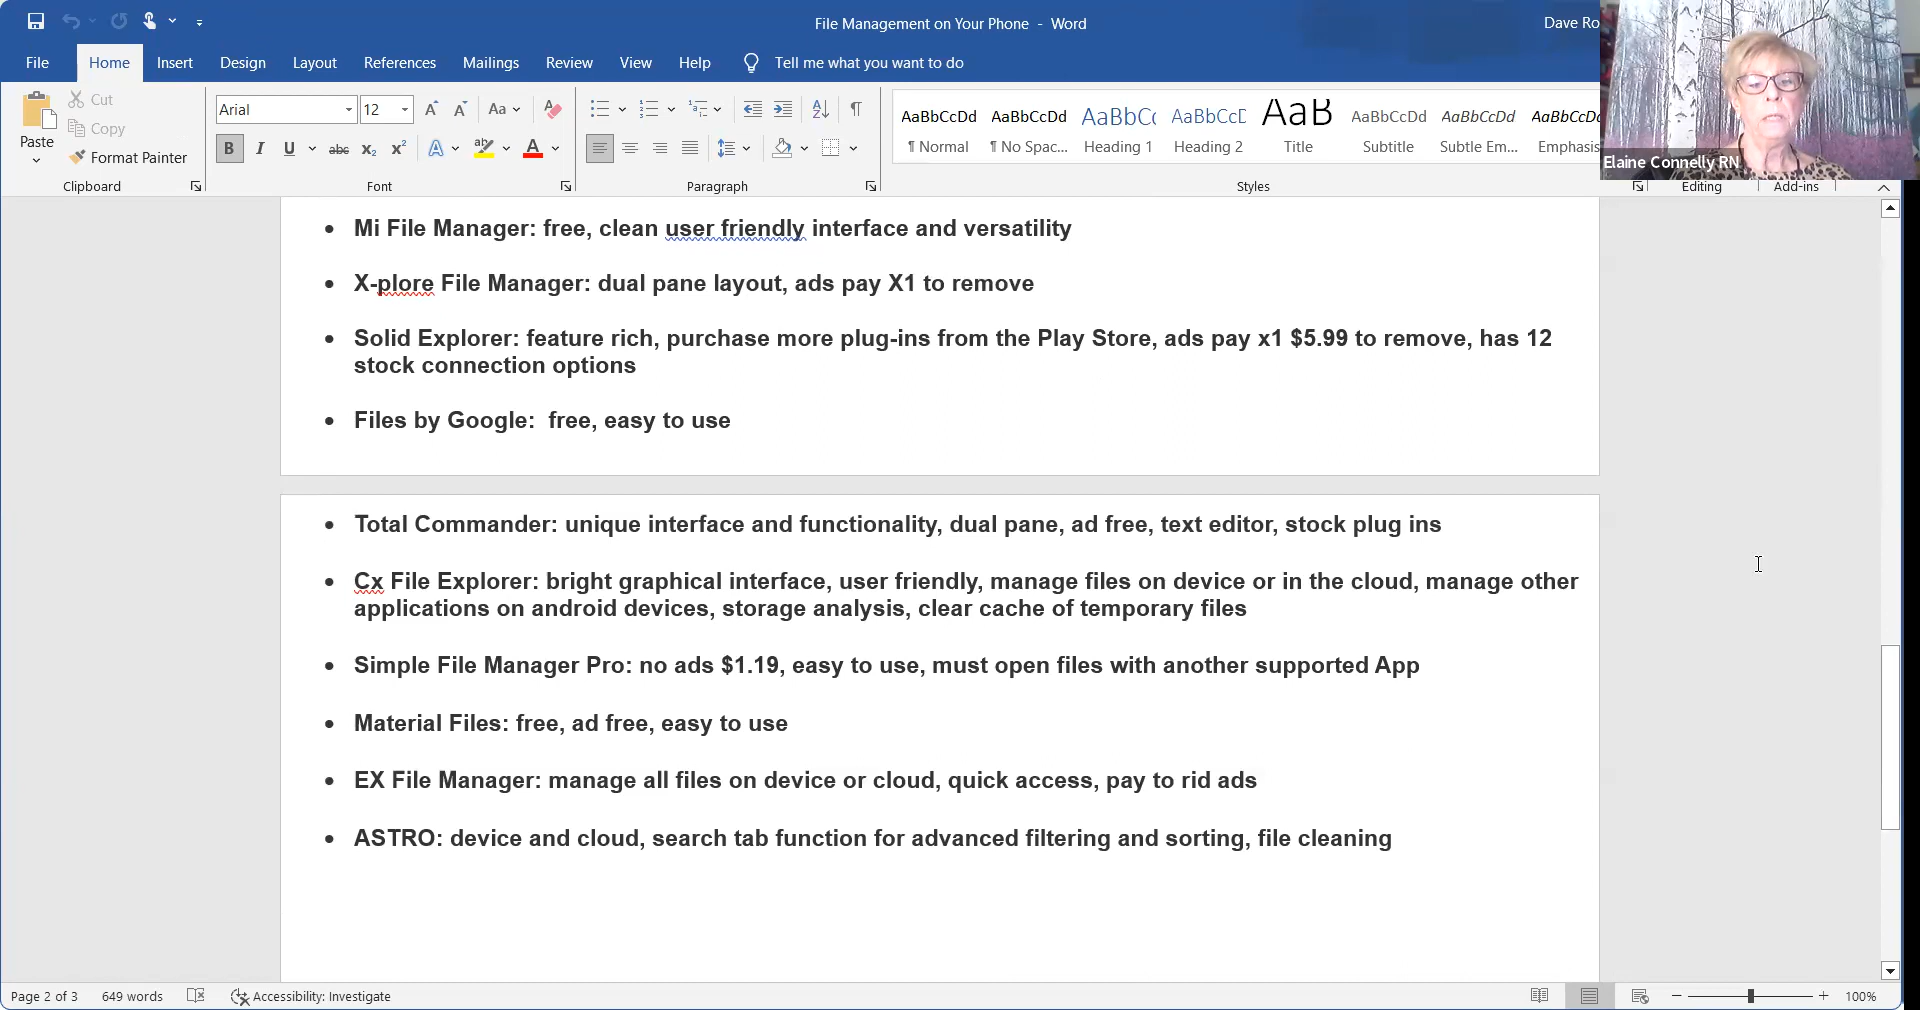 File Management on Your Phone - Word
Dave Ro
File Home Insert Design Layout References Mailings Review View Help Tell me what you want to do
Paste
Cut
Copy
Format Painter
Clipboard
Arial 12
Font
Paragraph
AaBbCcDd AaBbCcDd AaBbCc AaBbCcD AaB AaBbCcDd AaBbCcDd AaBbCcDd
¶ Normal ¶ No Spac... Heading 1 Heading 2 Title Subtitle Subtle Em... Emphasis
Styles
Elaine Connelly RN
Editing Add-ins
• Mi File Manager: free, clean user friendly interface and versatility
• X-plore File Manager: dual pane layout, ads pay X1 to remove
• Solid Explorer: feature rich, purchase more plug-ins from the Play Store, ads pay x1 $5.99 to remove, has 12
stock connection options
• Files by Google:  free, easy to use
• Total Commander: unique interface and functionality, dual pane, ad free, text editor, stock plug ins
• Cx File Explorer: bright graphical interface, user friendly, manage files on device or in the cloud, manage other
applications on android devices, storage analysis, clear cache of temporary files
• Simple File Manager Pro: no ads $1.19, easy to use, must open files with another supported App
• Material Files: free, ad free, easy to use
• EX File Manager: manage all files on device or cloud, quick access, pay to rid ads
• ASTRO: device and cloud, search tab function for advanced filtering and sorting, file cleaning
Page 2 of 3 649 words Accessibility: Investigate 100%